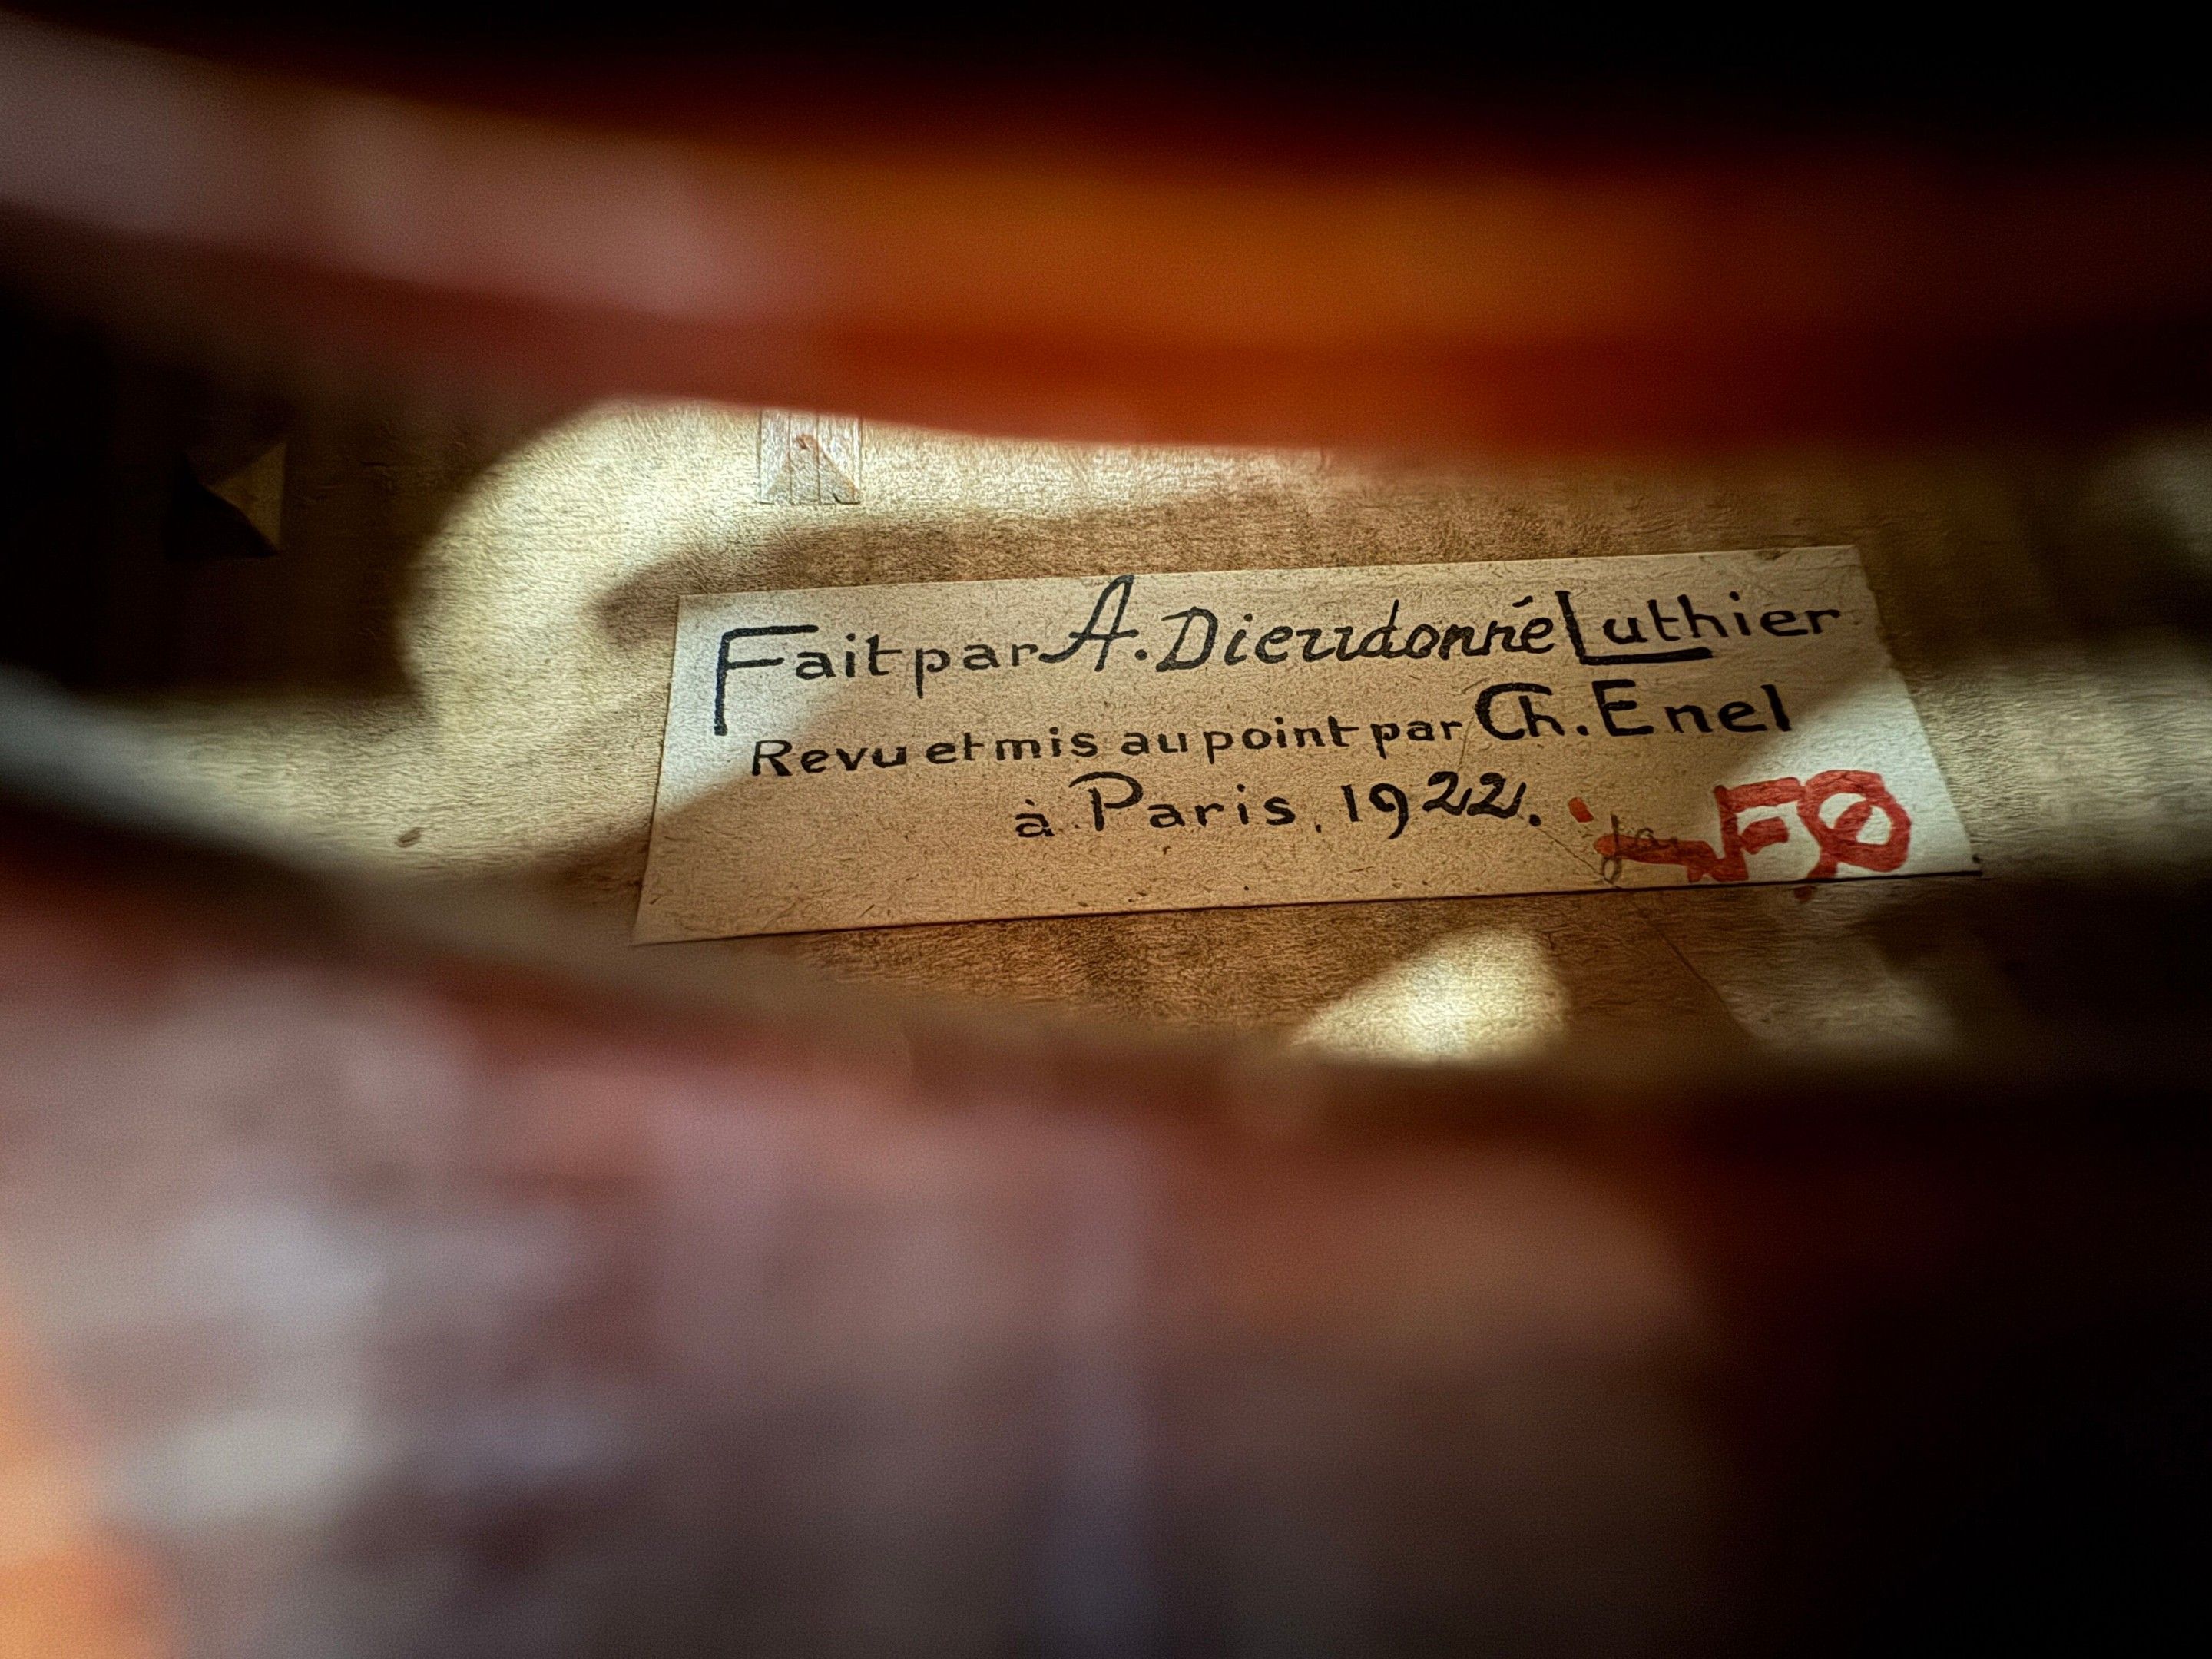 Fait par A. Dieudonné Luthier
Revu et mis au point par Ch. Enel
à Paris, 1922.